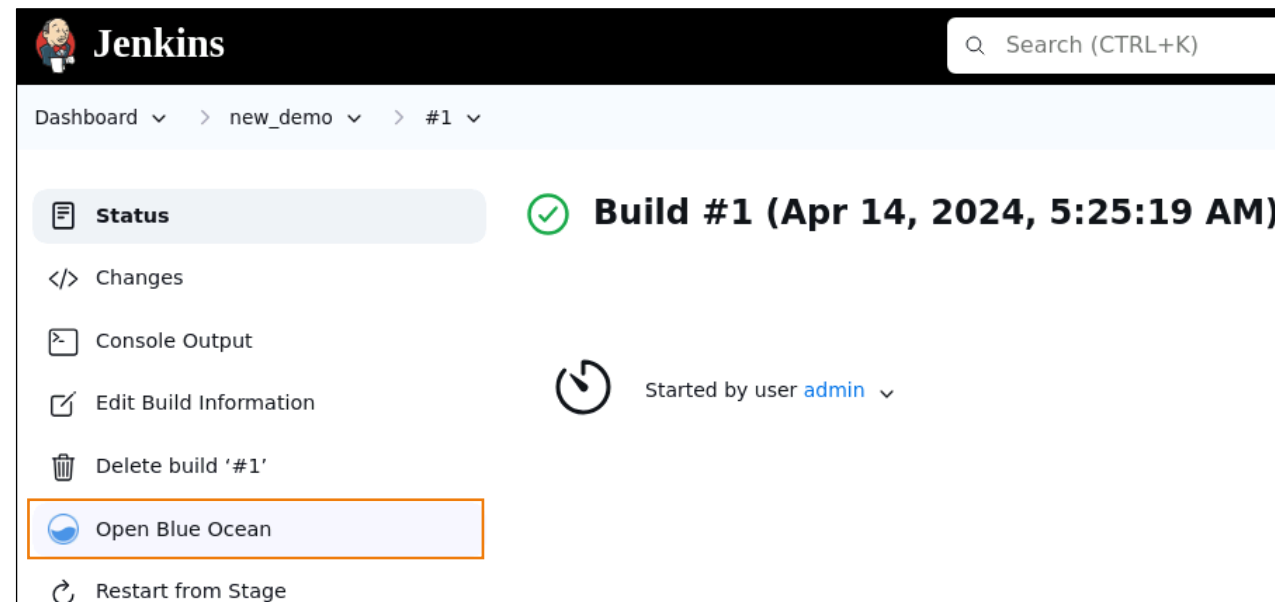 Jenkins
Search (CTRL+K)
Dashboard > new_demo > #1
Status
Build #1 (Apr 14, 2024, 5:25:19 AM)
Changes
Console Output
Started by user admin
Edit Build Information
Delete build ‘#1’
Open Blue Ocean
Restart from Stage